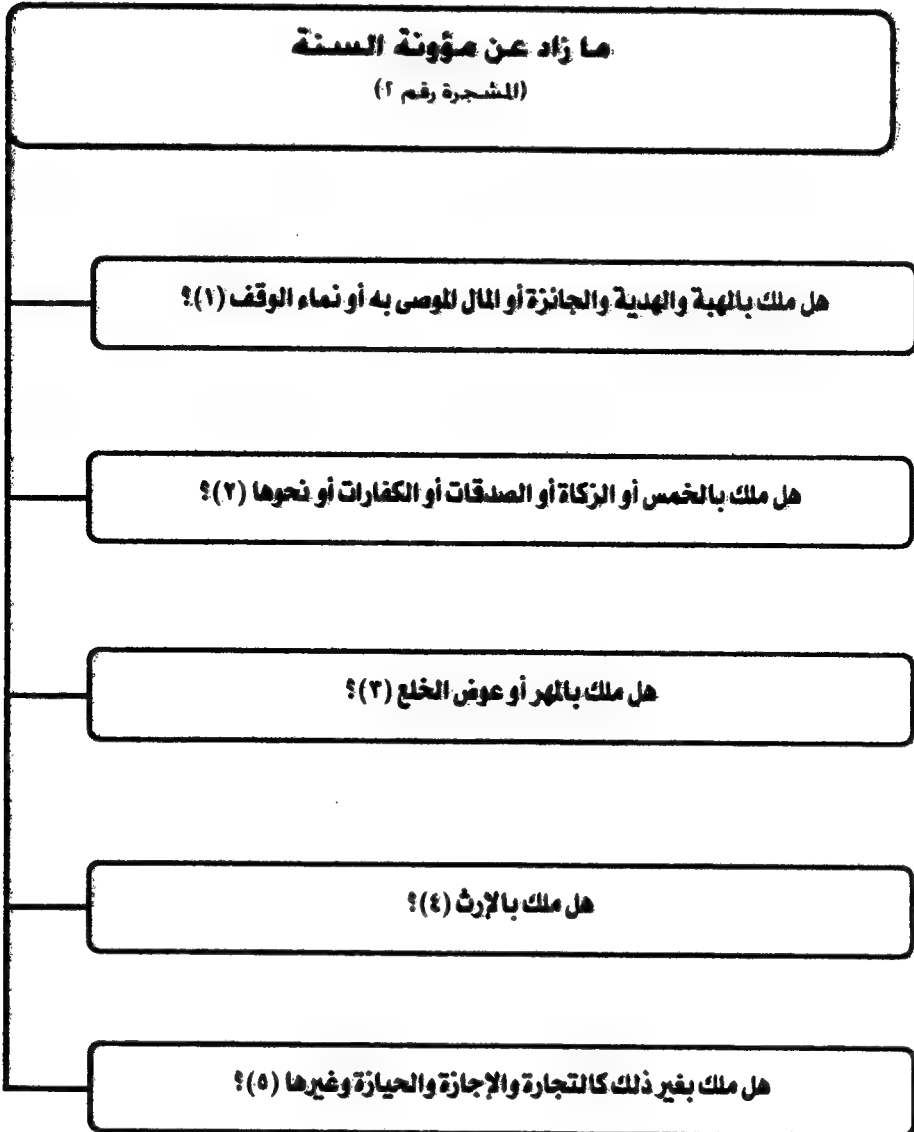 ما زاد عن مؤونة السنة
(المشجرة رقم ٢)
هل ملك بالهبة والهدية والجائزة أو المال الموصى به أو نماء الوقف (١)؟
هل ملك بالخمس أو الزكاة أو الصدقات أو الكفارات أو نحوها (٢)؟
هل ملك بالمهر أو عوض الخلع (٣)؟
هل ملك بالإرث (٤)؟
هل ملك بغير ذلك كالتجارة والإجازة والحيازة وغيرها (٥)؟